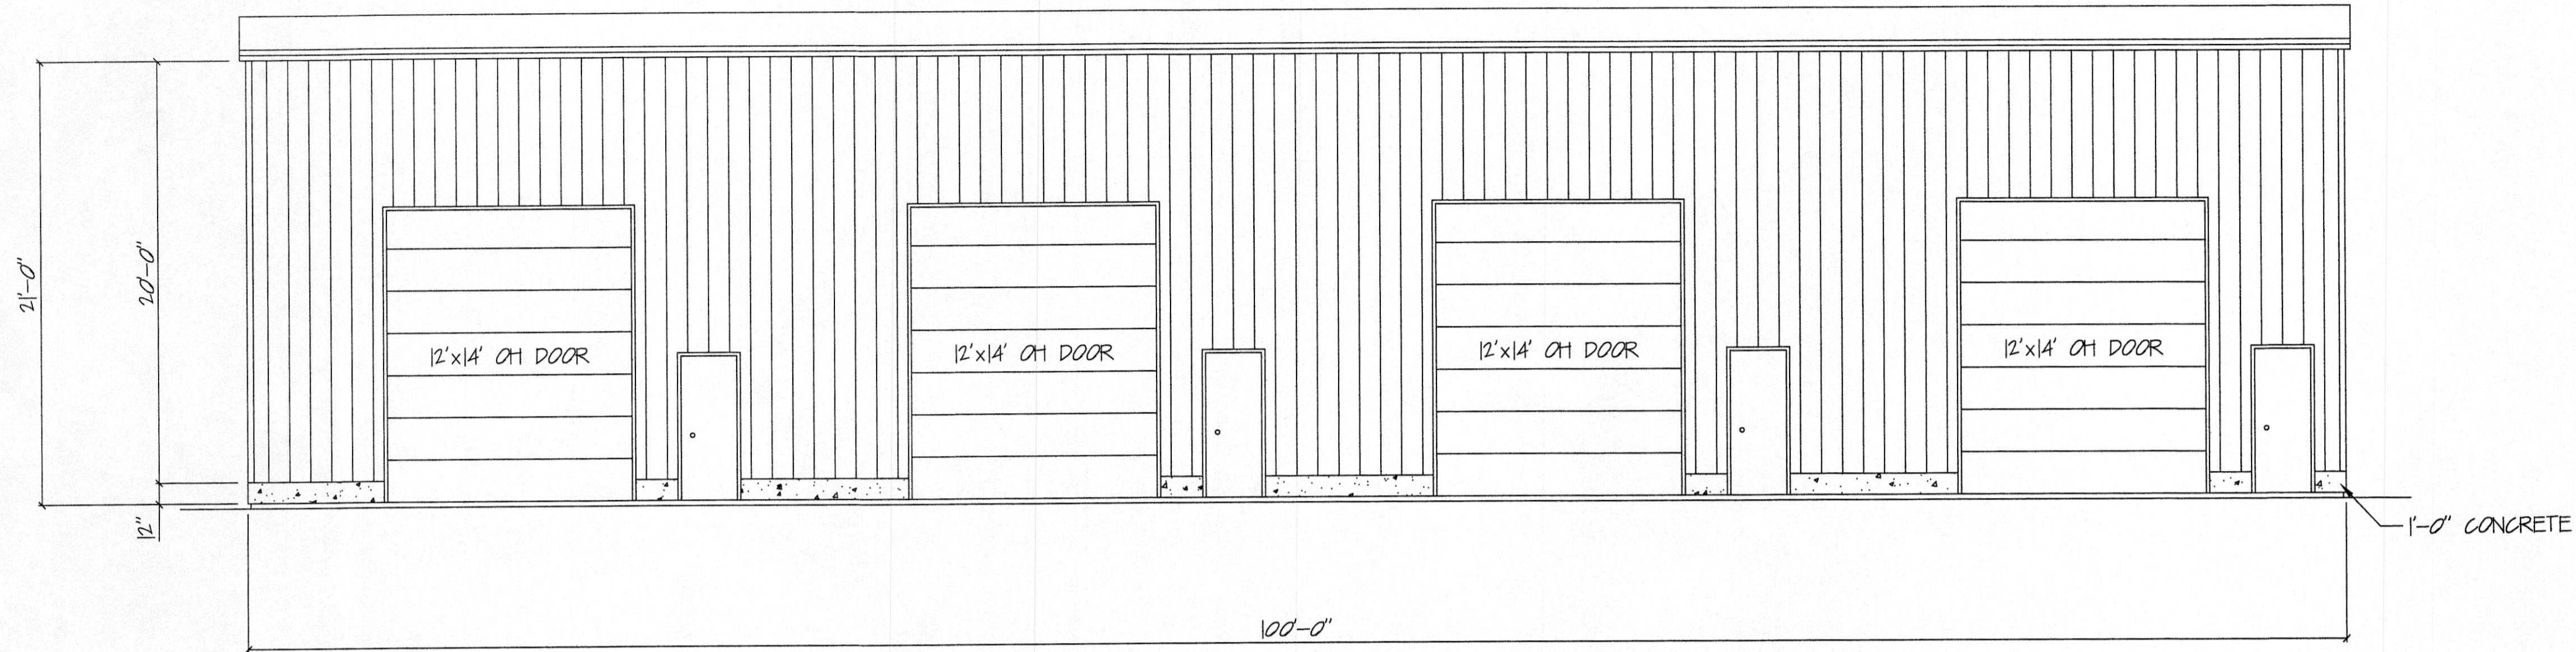 21'-0"
20'-0"
12"
12'x14' OH DOOR
12'x14' OH DOOR
12'x14' OH DOOR
12'x14' OH DOOR
1'-0" CONCRETE
100'-0"